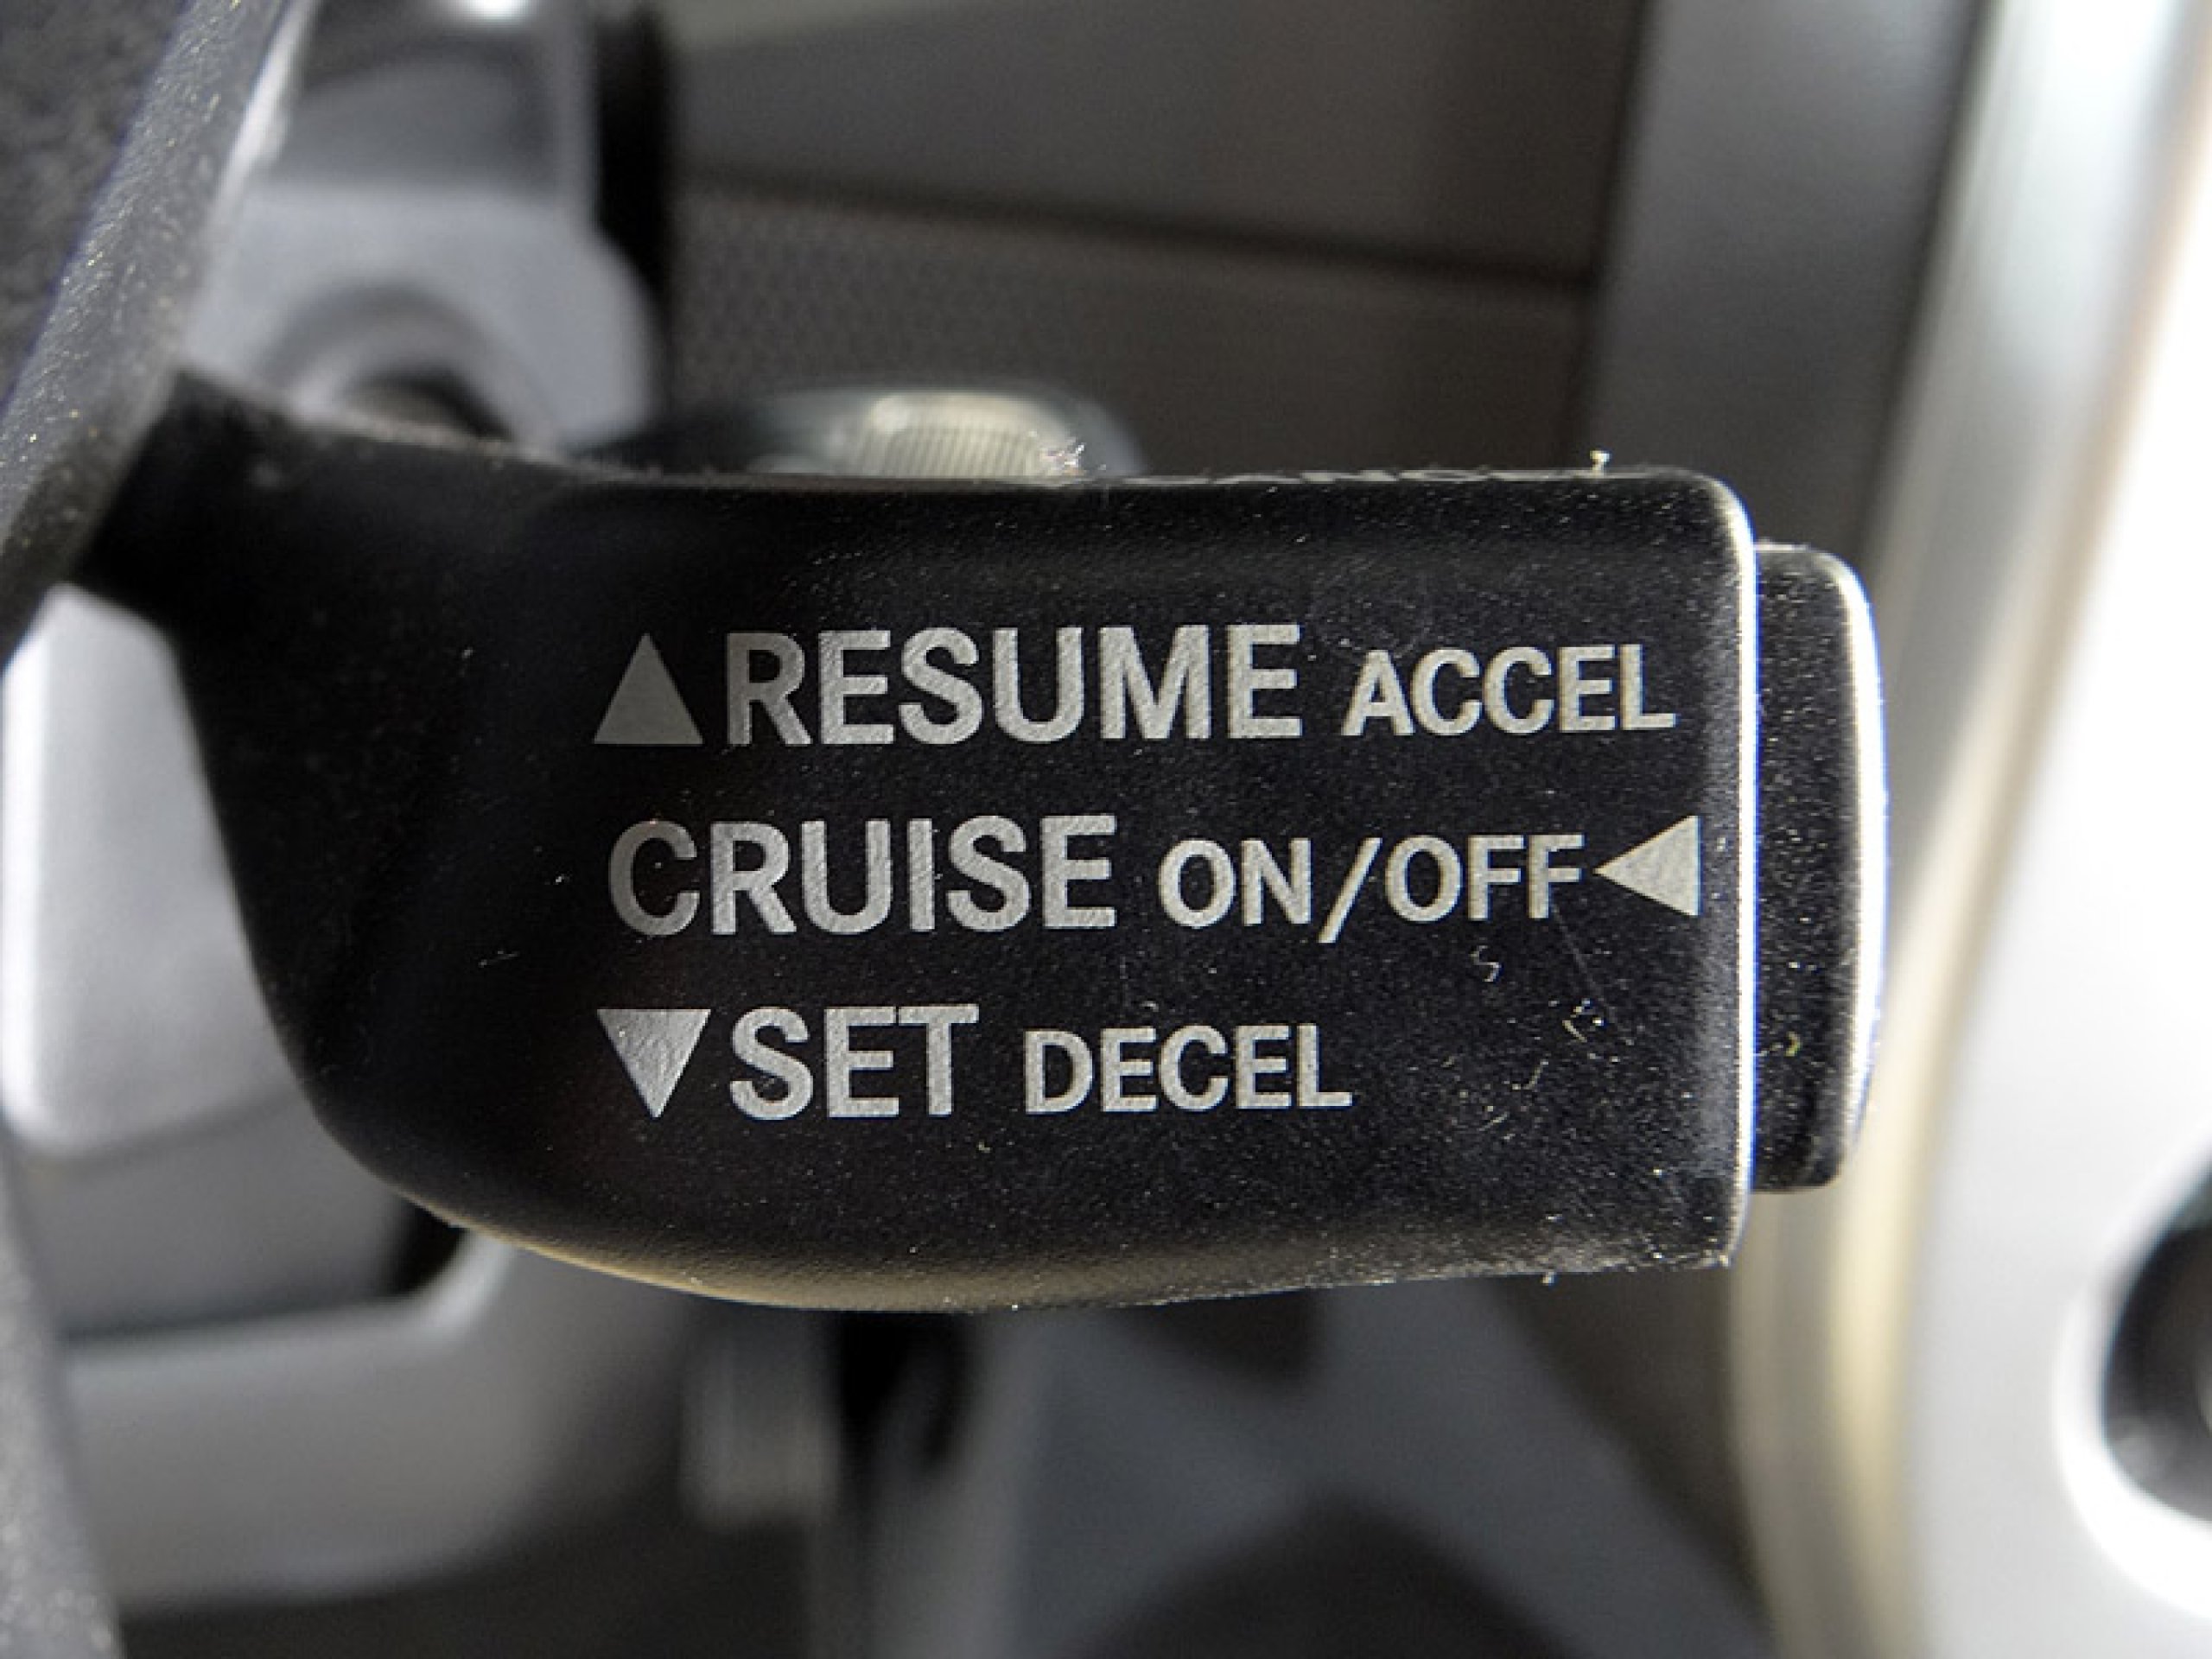 ▲RESUME ACCEL
CRUISE ON/OFF◀
▼SET DECEL